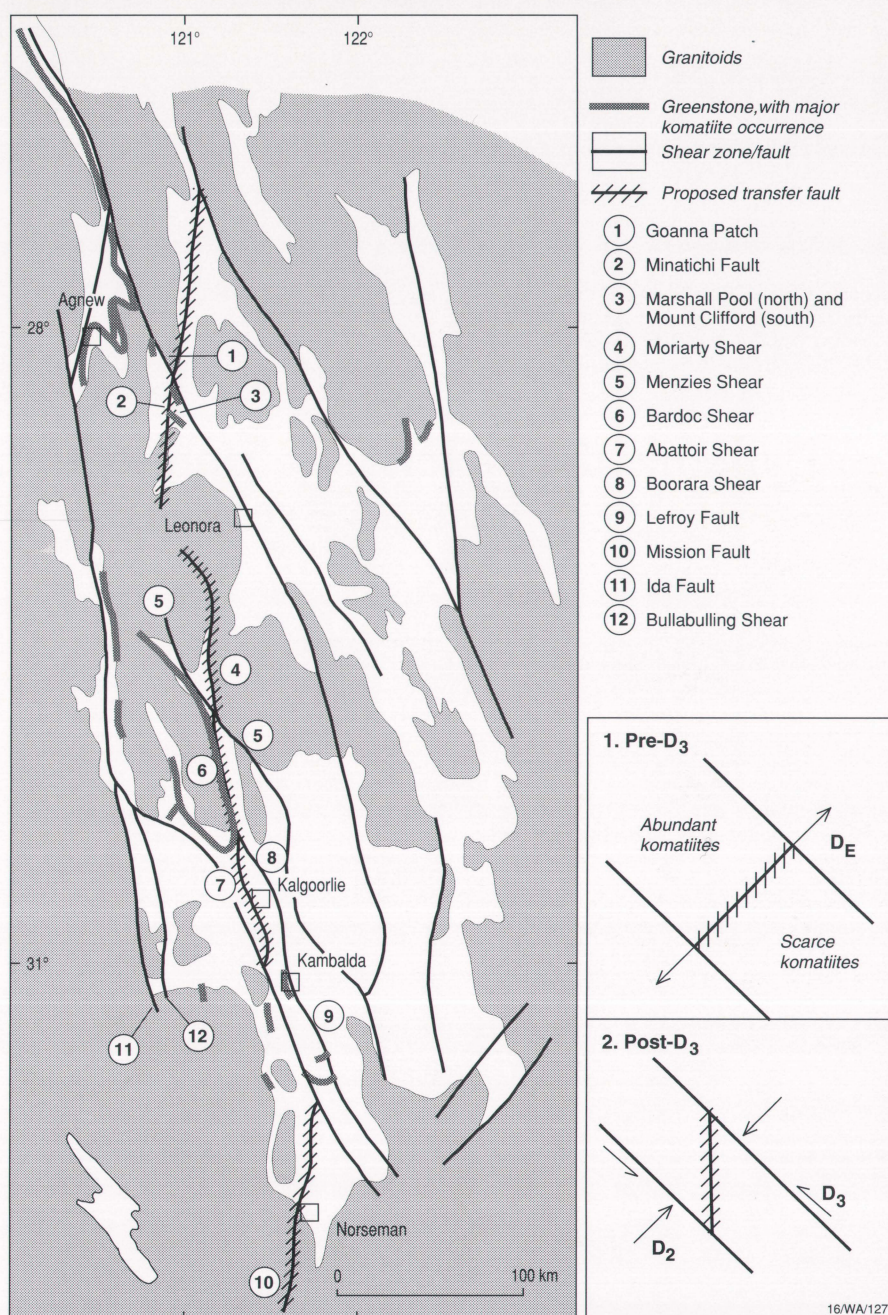 121°
122°
28°
31°
Agnew
1
2
3
Leonora
5
4
5
6
8
7
Kalgoorlie
Kambalda
9
11
12
Norseman
10
0
100 km
Granitoids
Greenstone,with major
komatiite occurrence
Shear zone/fault
Proposed transfer fault
1 Goanna Patch
2 Minatichi Fault
3 Marshall Pool (north) and
Mount Clifford (south)
4 Moriarty Shear
5 Menzies Shear
6 Bardoc Shear
7 Abattoir Shear
8 Boorara Shear
9 Lefroy Fault
10 Mission Fault
11 Ida Fault
12 Bullabulling Shear
1. Pre-D3
Abundant
komatiites
DE
Scarce
komatiites
2. Post-D3
D3
D2
16/WA/127